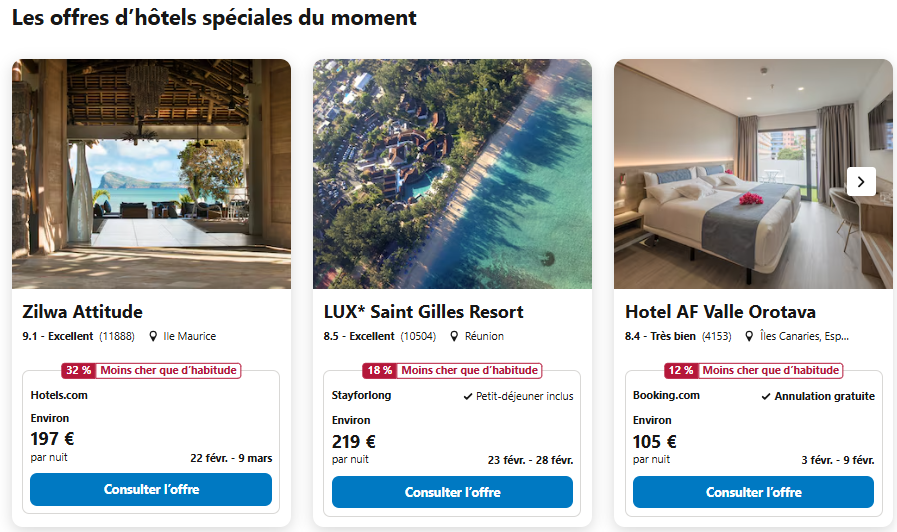 Les offres d’hôtels spéciales du moment
Zilwa Attitude
9.1 - Excellent (11888) Ile Maurice
32 % Moins cher que d’habitude
Hotels.com
Environ
197 €
par nuit
22 févr. - 9 mars
Consulter l’offre
LUX* Saint Gilles Resort
8.5 - Excellent (10504) Réunion
18 % Moins cher que d’habitude
Stayforlong
Petit-déjeuner inclus
Environ
219 €
par nuit
23 févr. - 28 févr.
Consulter l’offre
Hotel AF Valle Orotava
8.4 - Très bien (4153) Îles Canaries, Esp...
12 % Moins cher que d’habitude
Booking.com
Annulation gratuite
Environ
105 €
par nuit
3 févr. - 9 févr.
Consulter l’offre